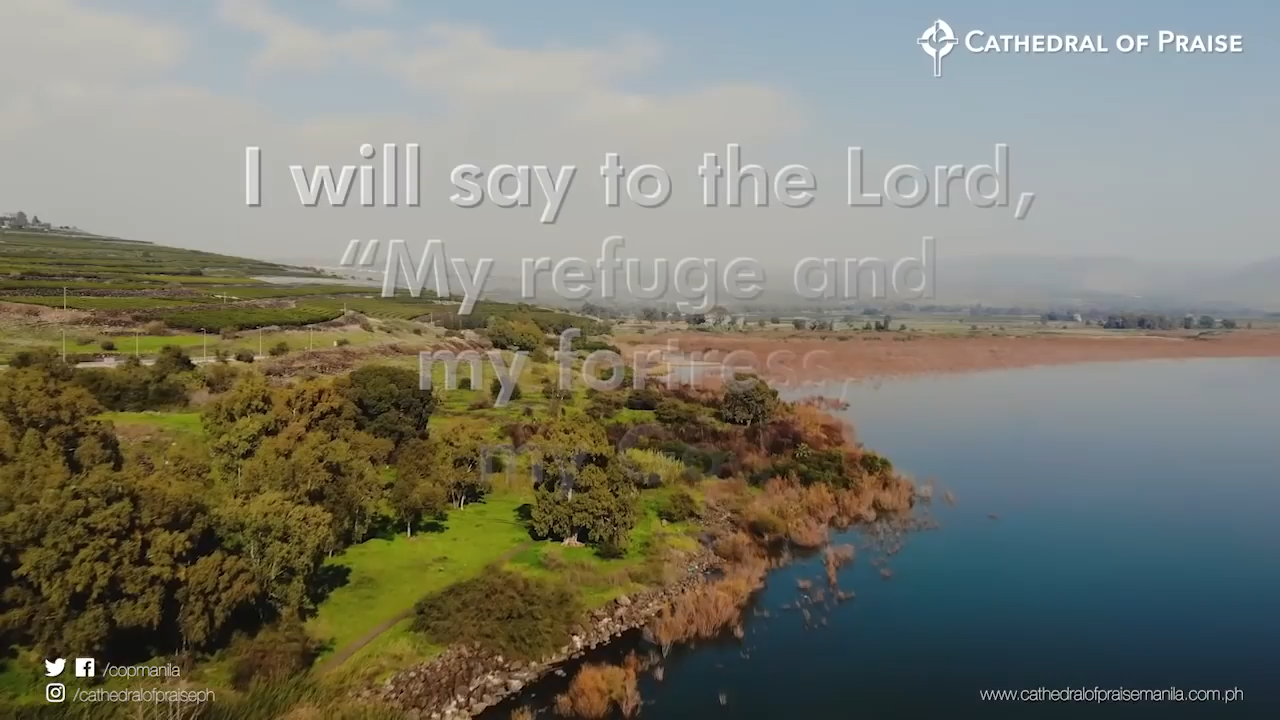 CATHEDRAL OF PRAISE
I will say to the Lord,
“My refuge and
my fortress,
my
/copmanila
/cathedralofpraiseph
www.cathedralofpraisemanila.com.ph